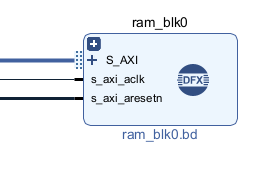 ram_blk0
S_AXI
DFX
s_axi_aclk
s_axi_aresetn
ram_blk0.bd